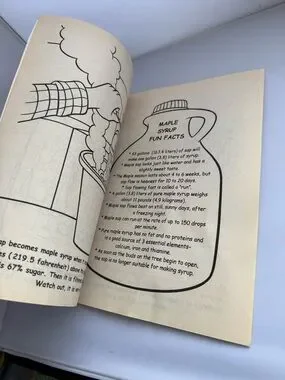 ap becomes maple syrup when
s (219.5 fahrenheit) above
is 67% sugar. Then it is fil
Watch out, it is
MAPLE
SYRUP
FUN FACTS
* 43 gallons (163.4 liters) of sap will
make one gallon (3.8) liters of syrup.
* Maple sap looks just like water and has a
slightly sweet taste.
* The Maple season lasts about 4 to 6 weeks, but
sap flow is heaviest for 10 to 20 days.
* Sap flowing fast is called a "run".
* A gallon (3.8) liters of pure maple syrup weighs
about 11 pounds (4.9 kilograms).
* Maple sap flows best on still, sunny days, after
a freezing night.
* Maple sap can run at the rate of up to 150 drops
per minute.
* Pure maple syrup has no fat and no proteins and
is a good source of 3 essential elements-
calcium, iron and thiamine.
* As soon as the buds on the tree begin to open,
the sap is no longer suitable for making syrup.